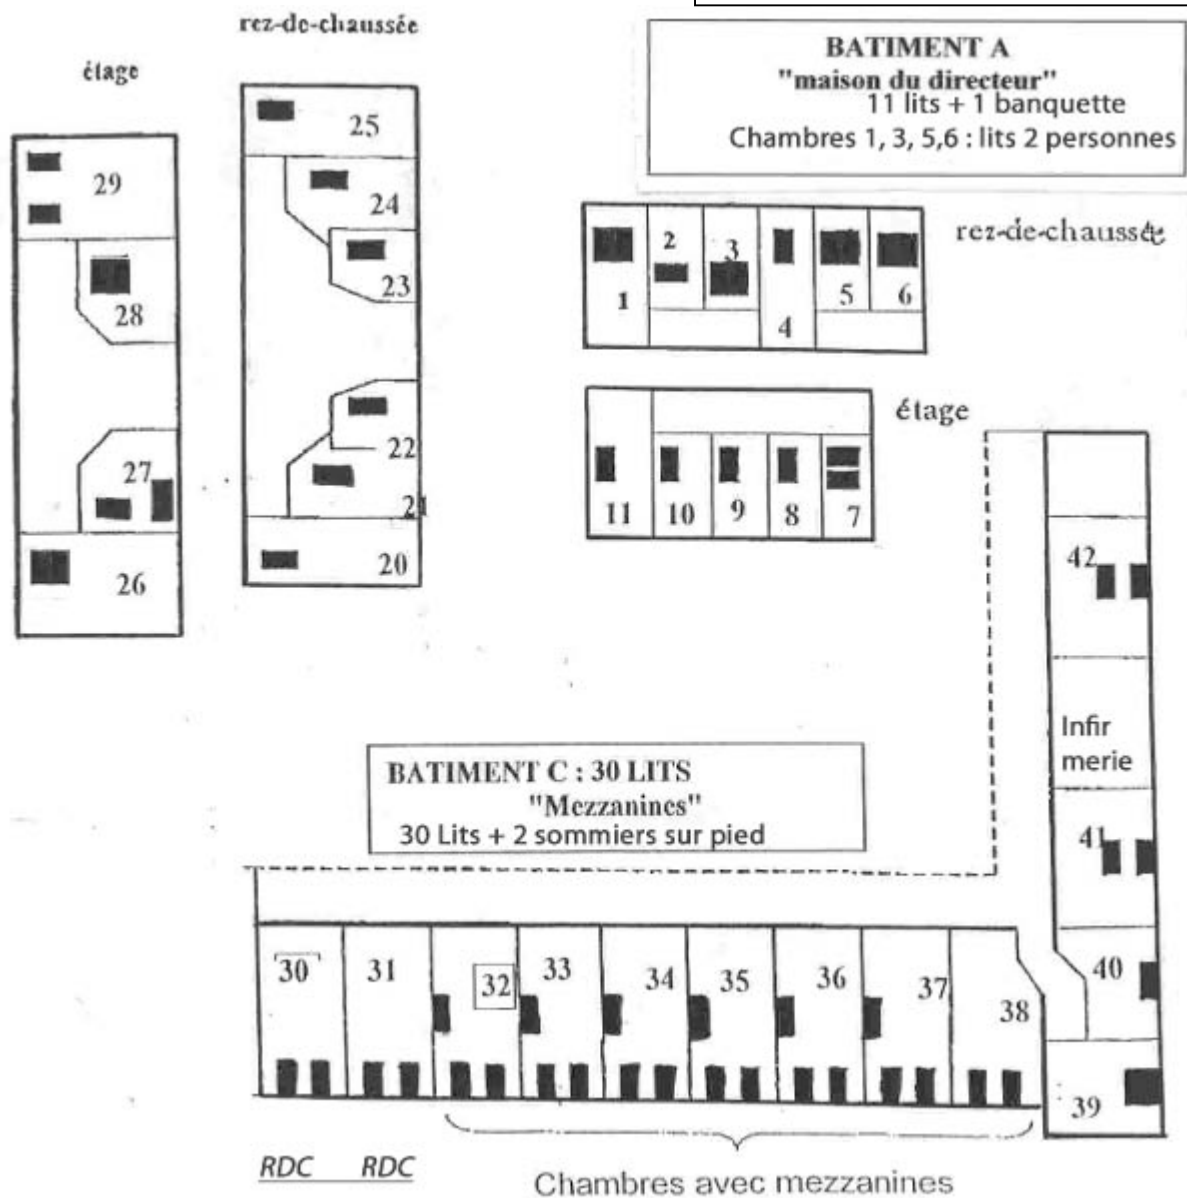 rez-de-chaussée
étage
BATIMENT A
"maison du directeur"
11 lits + 1 banquette
Chambres 1, 3, 5,6 : lits 2 personnes
25
29
24
23
28
rez-de-chaussée
2
3
1
4
5
6
étage
22
27
21
20
26
11
10
9
8
7
42
Infir
merie
BATIMENT C : 30 LITS
"Mezzanines"
30 Lits + 2 sommiers sur pied
41
30
31
32
33
34
35
36
37
38
40
39
RDC
RDC
Chambres avec mezzanines